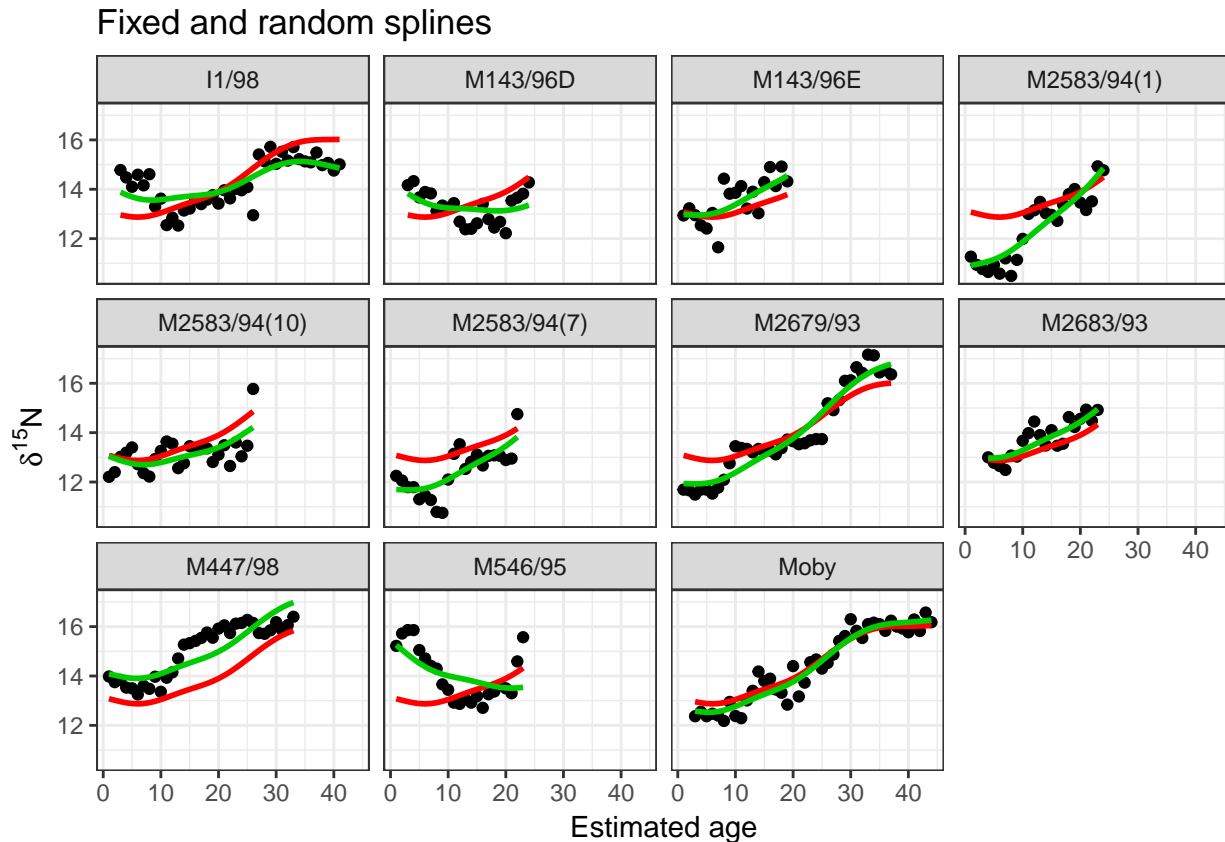 Fixed and random splines
I1/98 M143/96D M143/96E M2583/94(1)
16
14
12
M2583/94(10) M2583/94(7) M2679/93 M2683/93
16
14
12
0 10 20 30 40
M447/98 M546/95 Moby
16
14
12
0 10 20 30 40 0 10 20 30 40 0 10 20 30 40
Estimated age
δ¹⁵N